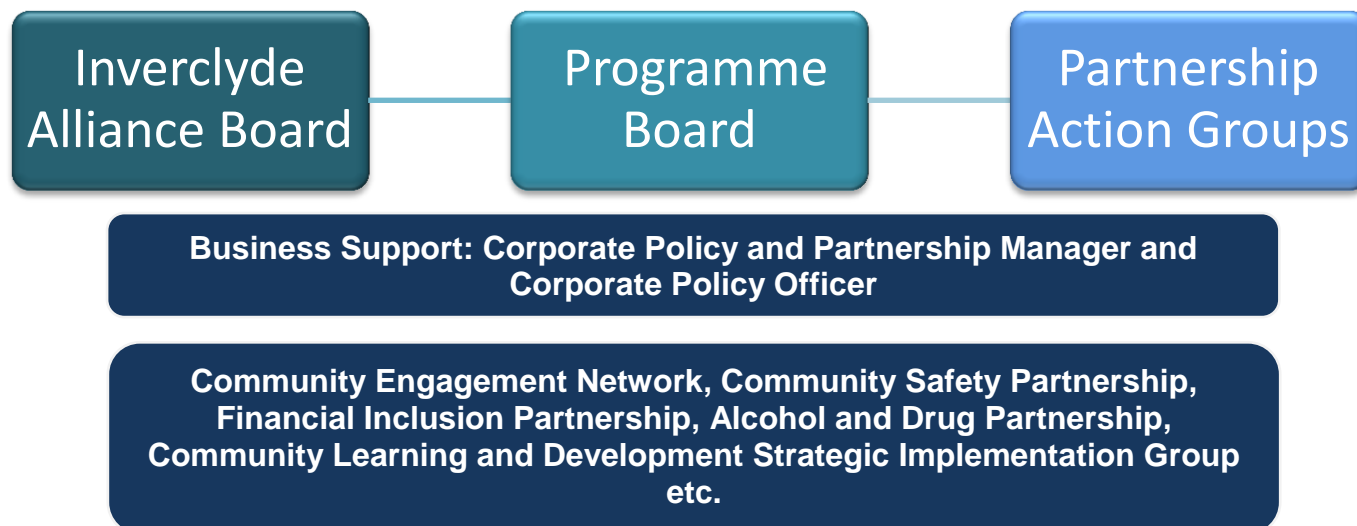 Inverclyde
Alliance Board
Programme
Board
Partnership
Action Groups
Business Support: Corporate Policy and Partnership Manager and
Corporate Policy Officer
Community Engagement Network, Community Safety Partnership,
Financial Inclusion Partnership, Alcohol and Drug Partnership,
Community Learning and Development Strategic Implementation Group
etc.